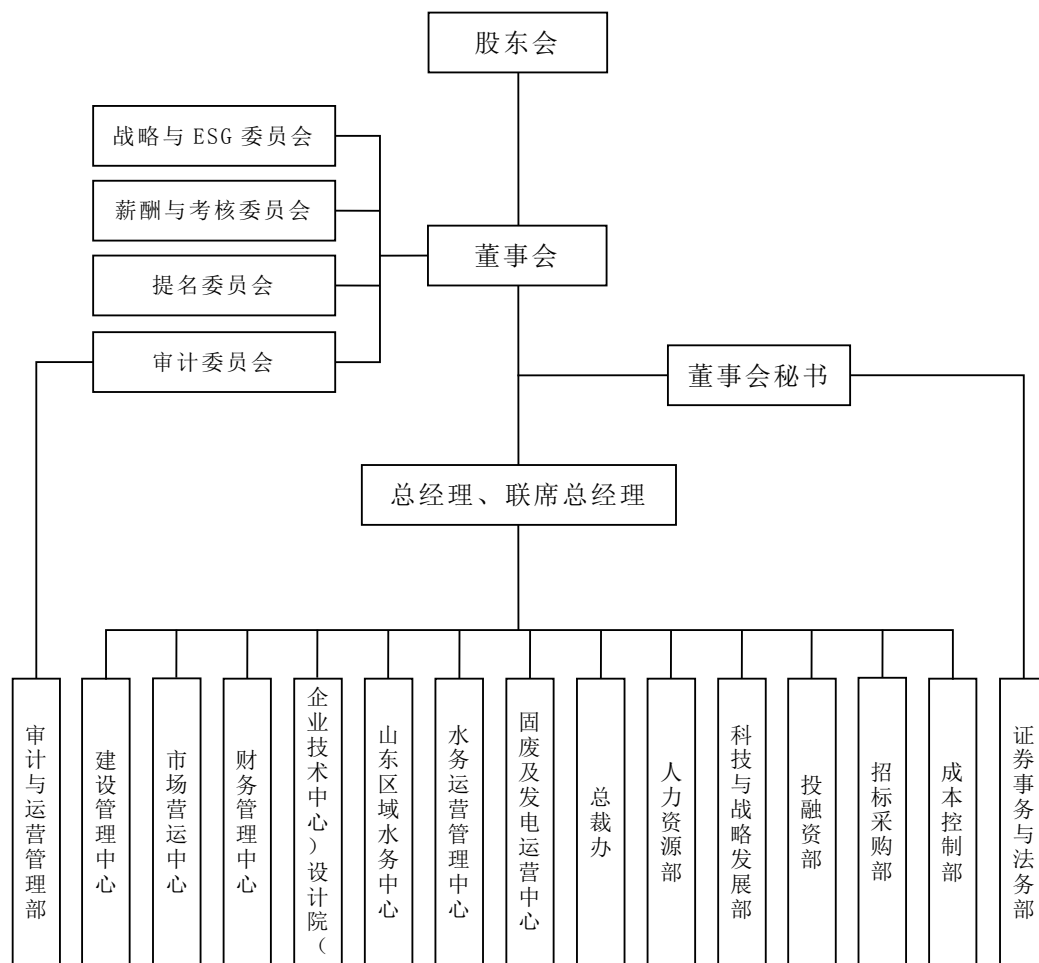 股东会
战略与 ESG 委员会
薪酬与考核委员会
董事会
提名委员会
审计委员会
董事会秘书
总经理、联席总经理
审计与运营管理部
建设管理中心
市场营运中心
财务管理中心
企业技术中心）设计院（
山东区域水务中心
水务运营管理中心
固废及发电运营中心
总裁办
人力资源部
科技与战略发展部
投融资部
招标采购部
成本控制部
证券事务与法务部